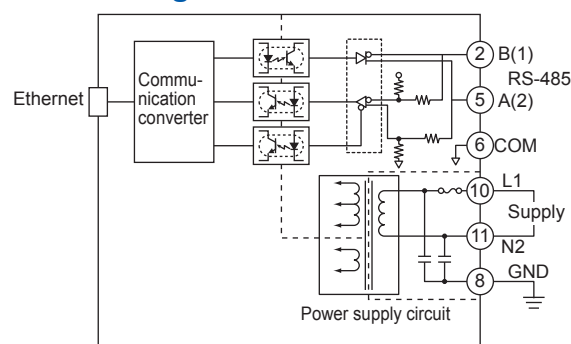 2 B(1)
RS-485
5 A(2)
6 COM
Commu-
nication
converter
Ethernet
10 L1
Supply
11 N2
8 GND
Power supply circuit